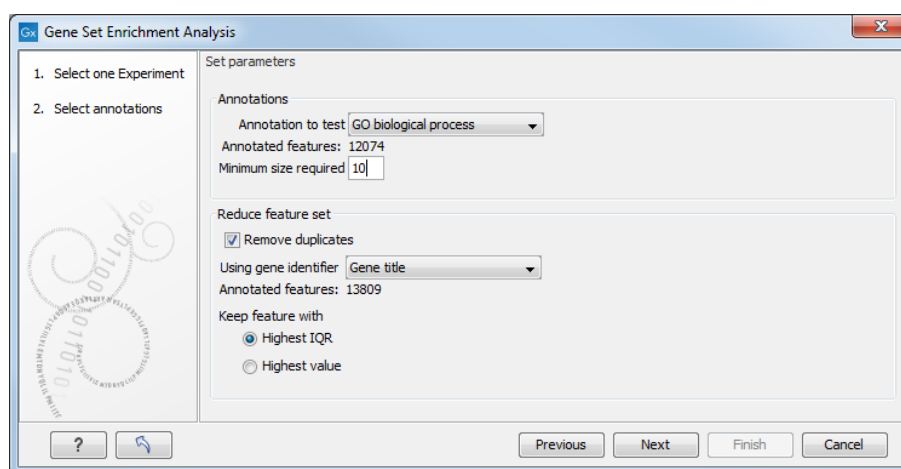 Gx Gene Set Enrichment Analysis
1. Select one Experiment
2. Select annotations
Set parameters
Annotations
Annotation to test GO biological process
Annotated features: 12074
Minimum size required 10
Reduce feature set
Remove duplicates
Using gene identifier Gene title
Annotated features: 13809
Keep feature with
Highest IQR
Highest value
? Previous Next Finish Cancel